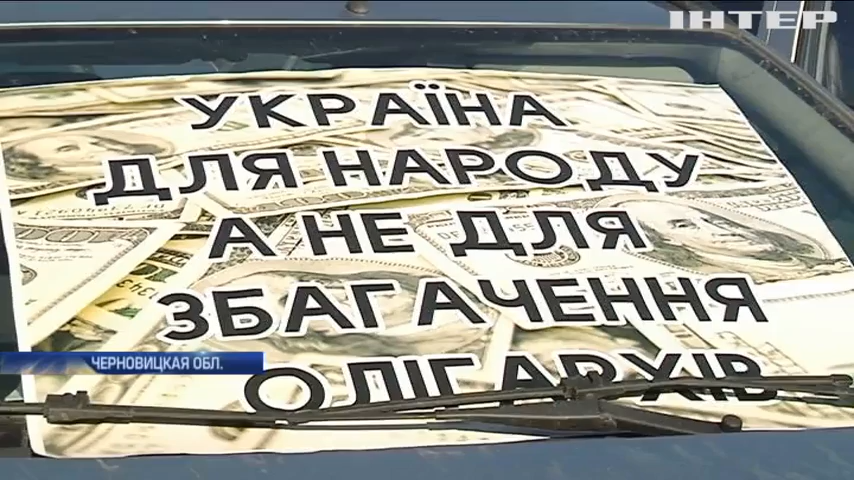 ІНТЕР
УКРАЇНА
ДЛЯ НАРОДУ
А НЕ ДЛЯ
ЗБАГАЧЕННЯ
ОЛІГАРХІВ
ЧЕРНОВИЦКАЯ ОБЛ.